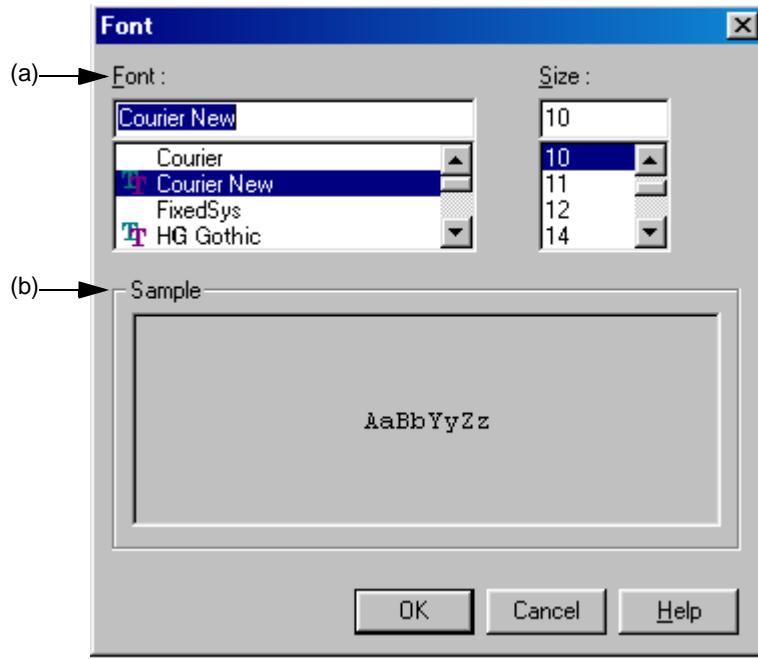 Font
(a) Font : Size :
Courier New 10
Courier 10
Courier New 11
FixedSys 12
HG Gothic 14
(b) Sample
AaBbYyZz
OK Cancel Help